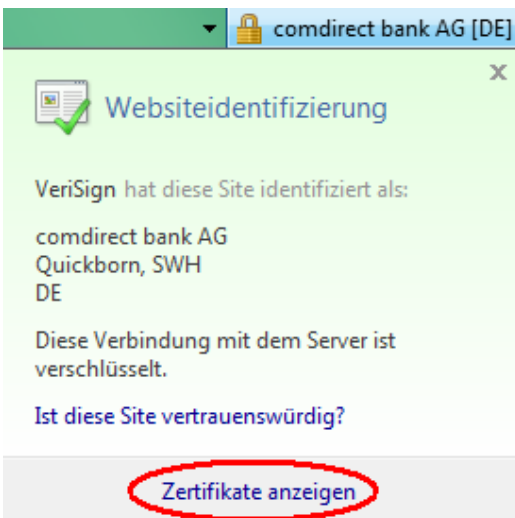 comdirect bank AG [DE]
x
Websiteidentifizierung
VeriSign hat diese Site identifiziert als:
comdirect bank AG
Quickborn, SWH
DE
Diese Verbindung mit dem Server ist
verschlüsselt.
Ist diese Site vertrauenswürdig?
Zertifikate anzeigen